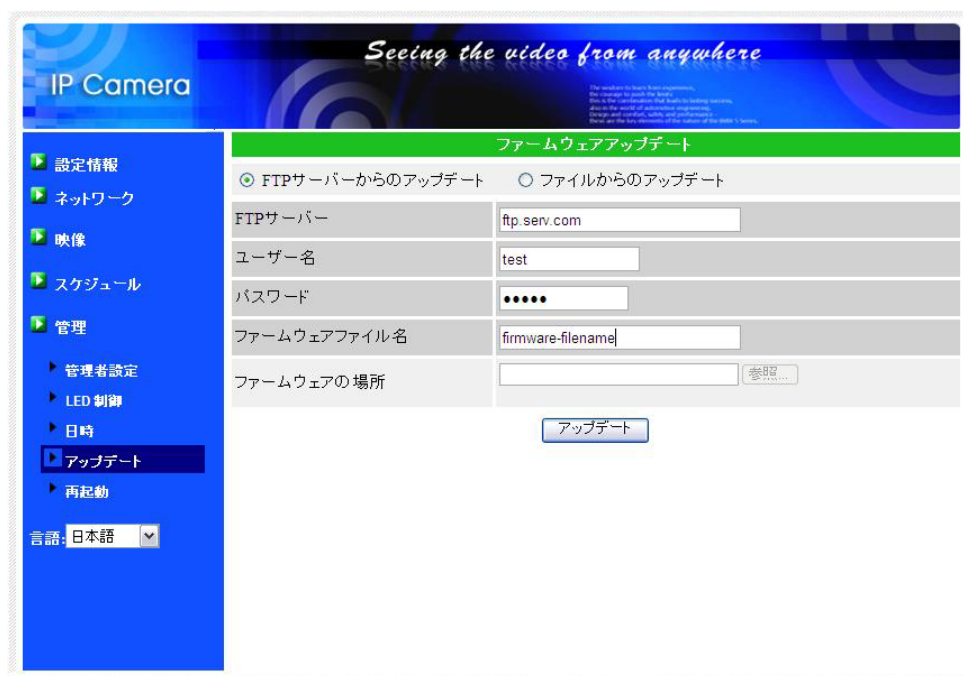 IP Camera
Seeing the video from anywhere
設定情報
ネットワーク
映像
スケジュール
管理
管理者設定
LED 制御
日時
アップデート
再起動
言語: 日本語
ファームウェアアップデート
FTPサーバーからのアップデート ファイルからのアップデート
FTPサーバー ftp.serv.com
ユーザー名 test
パスワード •••••
ファームウェアファイル名 firmware-filename
ファームウェアの場所 参照...
アップデート